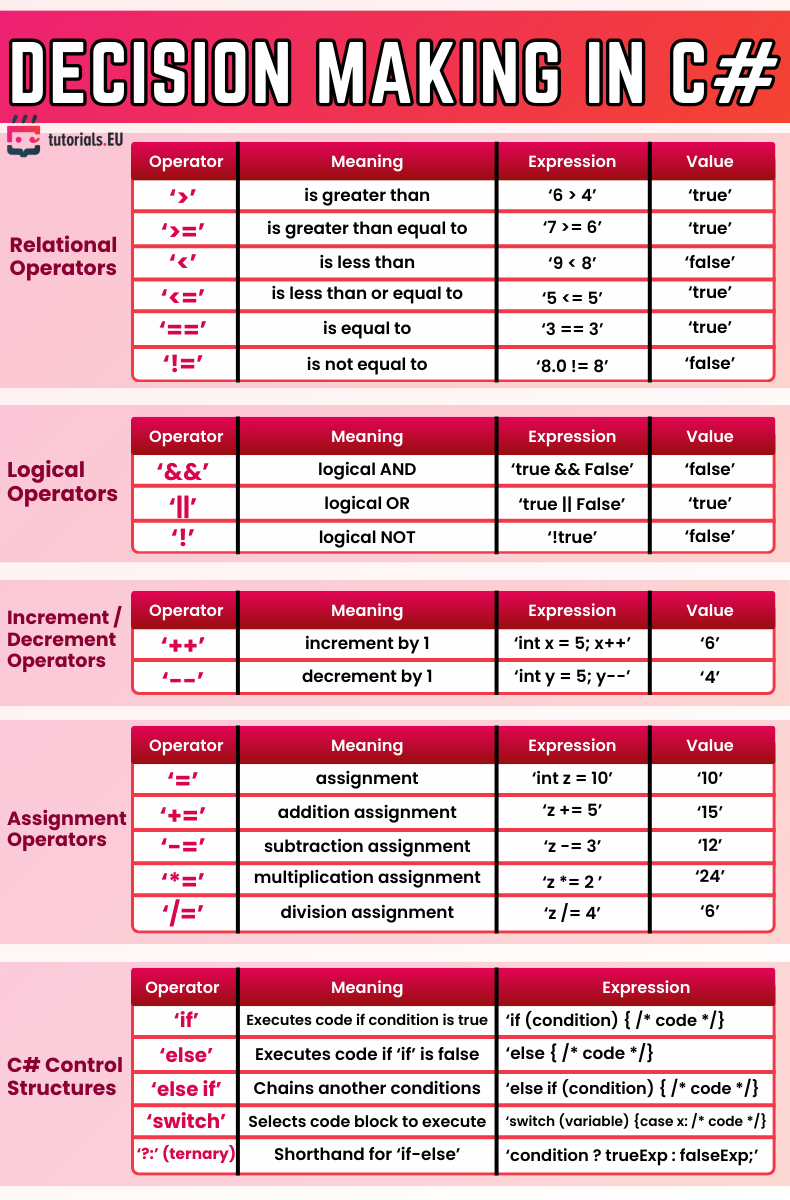 DECISION MAKING IN C#
tutorials.EU
Relational
Operators
Operator Meaning Expression Value
‘>’ is greater than ‘6 > 4’ ‘true’
‘>=’ is greater than equal to ‘7 >= 6’ ‘true’
‘<’ is less than ‘9 < 8’ ‘false’
‘<=’ is less than or equal to ‘5 <= 5’ ‘true’
‘==’ is equal to ‘3 == 3’ ‘true’
‘!=’ is not equal to ‘8.0 != 8’ ‘false’
Logical
Operators
Operator Meaning Expression Value
‘&&’ logical AND ‘true && False’ ‘false’
‘||’ logical OR ‘true || False’ ‘true’
‘!’ logical NOT ‘!true’ ‘false’
Increment /
Decrement
Operators
Operator Meaning Expression Value
‘++’ increment by 1 ‘int x = 5; x++’ ‘6’
‘--’ decrement by 1 ‘int y = 5; y--’ ‘4’
Assignment
Operators
Operator Meaning Expression Value
‘=’ assignment ‘int z = 10’ ‘10’
‘+=’ addition assignment ‘z += 5’ ‘15’
‘-=’ subtraction assignment ‘z -= 3’ ‘12’
‘*=’ multiplication assignment ‘z *= 2 ’ ‘24’
‘/=’ division assignment ‘z /= 4’ ‘6’
C# Control
Structures
Operator Meaning Expression
‘if’ Executes code if condition is true ‘if (condition) { /* code */}
‘else’ Executes code if ‘if’ is false ‘else { /* code */}
‘else if’ Chains another conditions ‘else if (condition) { /* code */}
‘switch’ Selects code block to execute ‘switch (variable) {case x: /* code */}
‘?:’ (ternary) Shorthand for ‘if-else’ ‘condition ? trueExp : falseExp;’